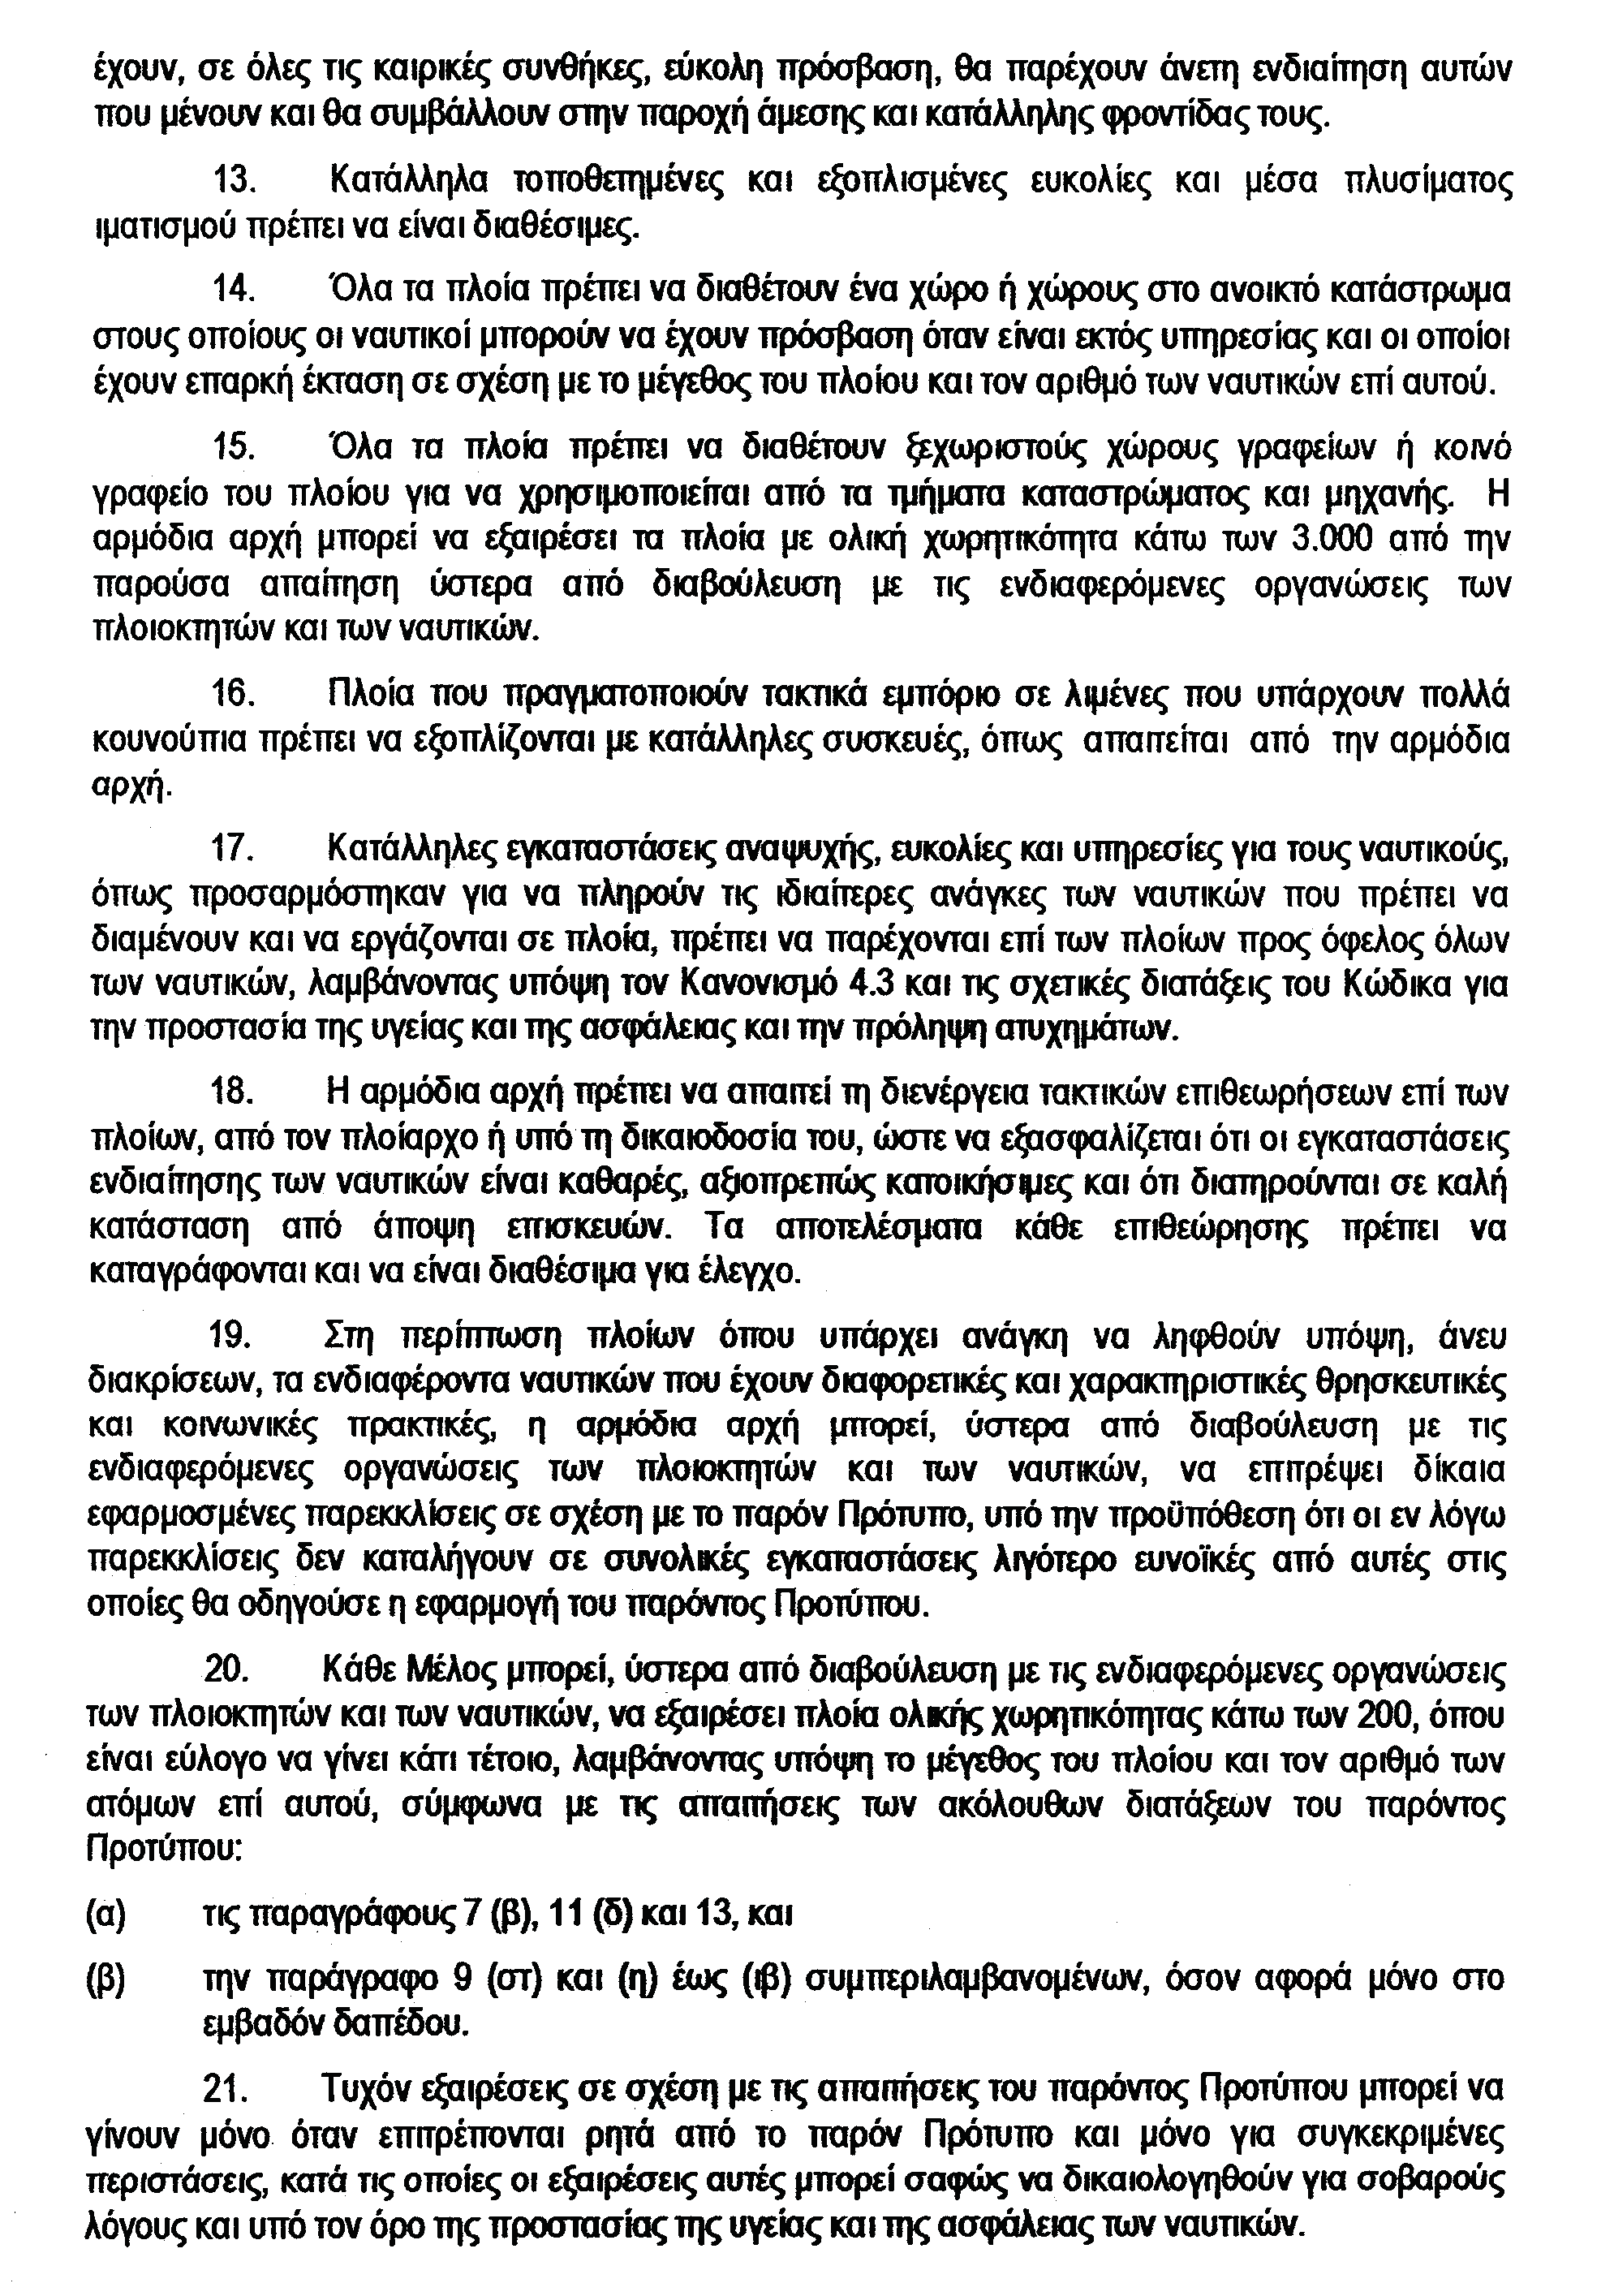 έχουν, σε όλες τις καιρικές συνθήκες, εύκολη πρόσβαση, θα παρέχουν άνετη ενδιαίτηση αυτών
που μένουν και θα συμβάλλουν στην παροχή άμεσης και κατάλληλης φροντίδας τους.
13. Κατάλληλα τοποθετημένες και εξοπλισμένες ευκολίες και μέσα πλυσίματος
ιματισμού πρέπει να είναι διαθέσιμες.
14. Όλα τα πλοία πρέπει να διαθέτουν ένα χώρο ή χώρους στο ανοικτό κατάστρωμα
στους οποίους οι ναυτικοί μπορούν να έχουν πρόσβαση όταν είναι εκτός υπηρεσίας και οι οποίοι
έχουν επαρκή έκταση σε σχέση με το μέγεθος του πλοίου και τον αριθμό των ναυτικών επί αυτού.
15. Όλα τα πλοία πρέπει να διαθέτουν ξεχωριστούς χώρους γραφείων ή κοινό
γραφείο του πλοίου για να χρησιμοποιείται από τα τμήματα καταστρώματος και μηχανής. Η
αρμόδια αρχή μπορεί να εξαιρέσει τα πλοία με ολική χωρητικότητα κάτω των 3.000 από την
παρούσα απαίτηση ύστερα από διαβούλευση με τις ενδιαφερόμενες οργανώσεις των
πλοιοκτητών και των ναυτικών.
16. Πλοία που πραγματοποιούν τακτικά εμπόριο σε λιμένες που υπάρχουν πολλά
κουνούπια πρέπει να εξοπλίζονται με κατάλληλες συσκευές, όπως απαιτείται από την αρμόδια
αρχή.
17. Κατάλληλες εγκαταστάσεις αναψυχής, ευκολίες και υπηρεσίες για τους ναυτικούς,
όπως προσαρμόστηκαν για να πληρούν τις ιδιαίτερες ανάγκες των ναυτικών που πρέπει να
διαμένουν και να εργάζονται σε πλοία, πρέπει να παρέχονται επί των πλοίων προς όφελος όλων
των ναυτικών, λαμβάνοντας υπόψη τον Κανονισμό 4.3 και τις σχετικές διατάξεις του Κώδικα για
την προστασία της υγείας και της ασφάλειας και την πρόληψη ατυχημάτων.
18. Η αρμόδια αρχή πρέπει να απαιτεί τη διενέργεια τακτικών επιθεωρήσεων επί των
πλοίων, από τον πλοίαρχο ή υπό τη δικαιοδοσία του, ώστε να εξασφαλίζεται ότι οι εγκαταστάσεις
ενδιαίτησης των ναυτικών είναι καθαρές, αξιοπρεπώς κατοικήσιμες και ότι διατηρούνται σε καλή
κατάσταση από άποψη επισκευών. Τα αποτελέσματα κάθε επιθεώρησης πρέπει να
καταγράφονται και να είναι διαθέσιμα για έλεγχο.
19. Στη περίπτωση πλοίων όπου υπάρχει ανάγκη να ληφθούν υπόψη, άνευ
διακρίσεων, τα ενδιαφέροντα ναυτικών που έχουν διαφορετικές και χαρακτηριστικές θρησκευτικές
και κοινωνικές πρακτικές, η αρμόδια αρχή μπορεί, ύστερα από διαβούλευση με τις
ενδιαφερόμενες οργανώσεις των πλοιοκτητών και των ναυτικών, να επιτρέψει δίκαια
εφαρμοσμένες παρεκκλίσεις σε σχέση με το παρόν Πρότυπο, υπό την προϋπόθεση ότι οι εν λόγω
παρεκκλίσεις δεν καταλήγουν σε συνολικές εγκαταστάσεις λιγότερο ευνοϊκές από αυτές στις
οποίες θα οδηγούσε η εφαρμογή του παρόντος Προτύπου.
20. Κάθε Μέλος μπορεί, ύστερα από διαβούλευση με τις ενδιαφερόμενες οργανώσεις
των πλοιοκτητών και των ναυτικών, να εξαιρέσει πλοία ολικής χωρητικότητας κάτω των 200, όπου
είναι εύλογο να γίνει κάτι τέτοιο, λαμβάνοντας υπόψη το μέγεθος του πλοίου και τον αριθμό των
ατόμων επί αυτού, σύμφωνα με τις απαιτήσεις των ακόλουθων διατάξεων του παρόντος
Προτύπου:
(α) τις παραγράφους 7 (β), 11 (δ) και 13, και
(β) την παράγραφο 9 (στ) και (η) έως (ιβ) συμπεριλαμβανομένων, όσον αφορά μόνο στο
εμβαδόν δαπέδου.
21. Τυχόν εξαιρέσεις σε σχέση με τις απαιτήσεις του παρόντος Προτύπου μπορεί να
γίνουν μόνο όταν επιτρέπονται ρητά από το παρόν Πρότυπο και μόνο για συγκεκριμένες
περιστάσεις, κατά τις οποίες οι εξαιρέσεις αυτές μπορεί σαφώς να δικαιολογηθούν για σοβαρούς
λόγους και υπό τον όρο της προστασίας της υγείας και της ασφάλειας των ναυτικών.